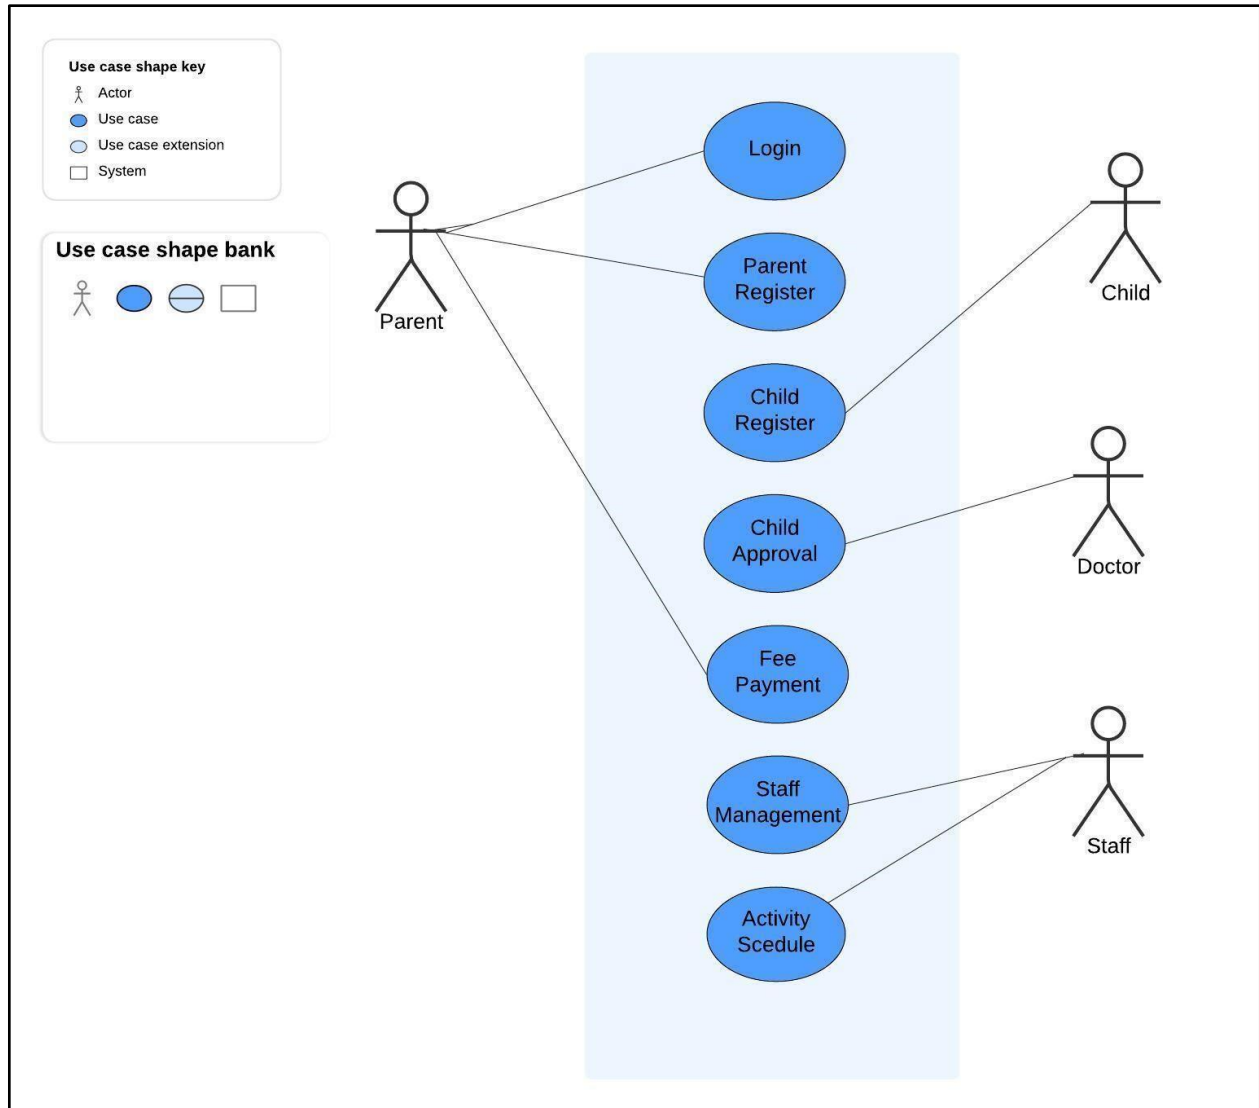 Use case shape key
Actor
Use case
Use case extension
System
Use case shape bank
Parent
Login
Parent
Register
Child
Register
Child
Approval
Fee
Payment
Staff
Management
Activity
Scedule
Child
Doctor
Staff